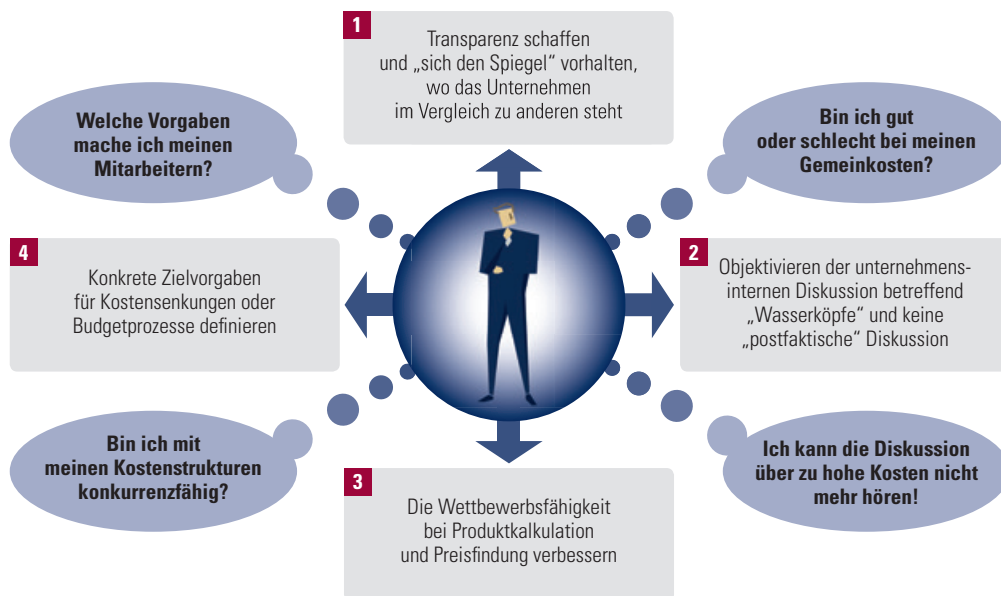 1
Transparenz schaffen
und „sich den Spiegel“ vorhalten,
wo das Unternehmen
im Vergleich zu anderen steht
Welche Vorgaben
mache ich meinen
Mitarbeitern?
Bin ich gut
oder schlecht bei meinen
Gemeinkosten?
4
Konkrete Zielvorgaben
für Kostensenkungen oder
Budgetprozesse definieren
2
Objektivieren der unternehmens-
internen Diskussion betreffend
„Wasserköpfe“ und keine
„postfaktische“ Diskussion
Bin ich mit
meinen Kostenstrukturen
konkurrenzfähig?
Ich kann die Diskussion
über zu hohe Kosten nicht
mehr hören!
3
Die Wettbewerbsfähigkeit
bei Produktkalkulation
und Preisfindung verbessern